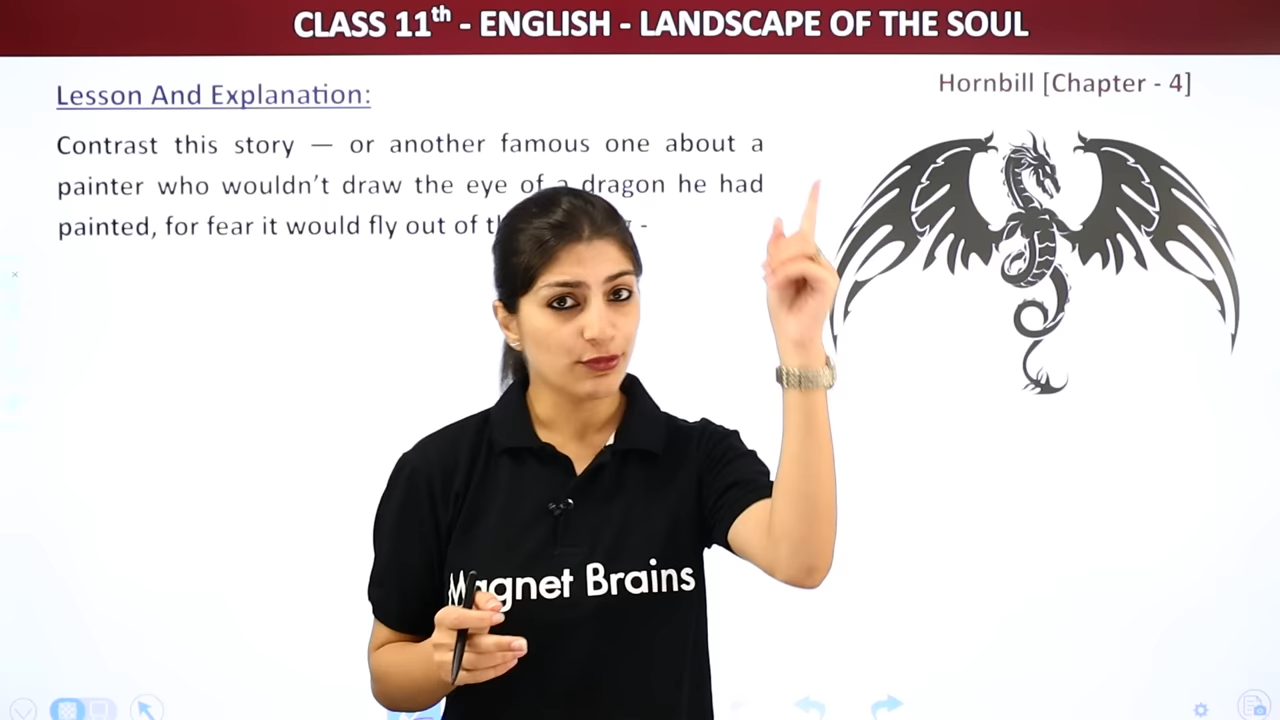 CLASS 11th - ENGLISH - LANDSCAPE OF THE SOUL
Hornbill [Chapter - 4]
Lesson And Explanation:
Contrast this story — or another famous one about a
painter who wouldn't draw the eye of a dragon he had
painted, for fear it would fly out of -
Magnet Brains